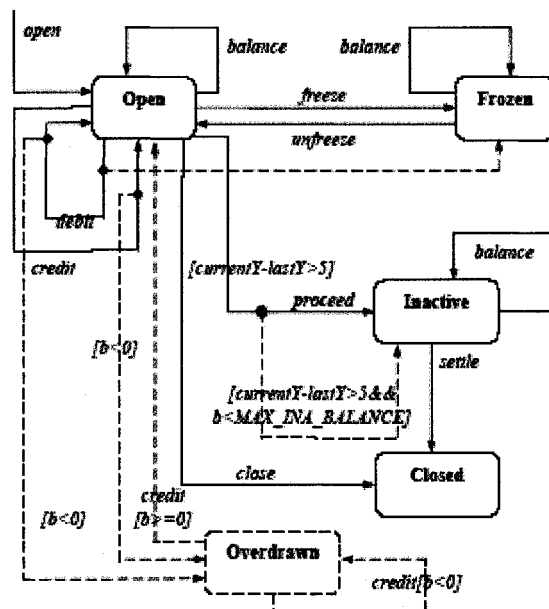 open
balance
balance
Open
freeze
Frozen
unfreeze
debit
credit
[currentY-lastY>5]
balance
proceed
Inactive
[b<0]
settle
[currentY-lastY>5&&
b<MAX_INA_BALANCE]
Closed
close
credit
[b>=0]
[b<0]
Overdrawn
credit[b<0]